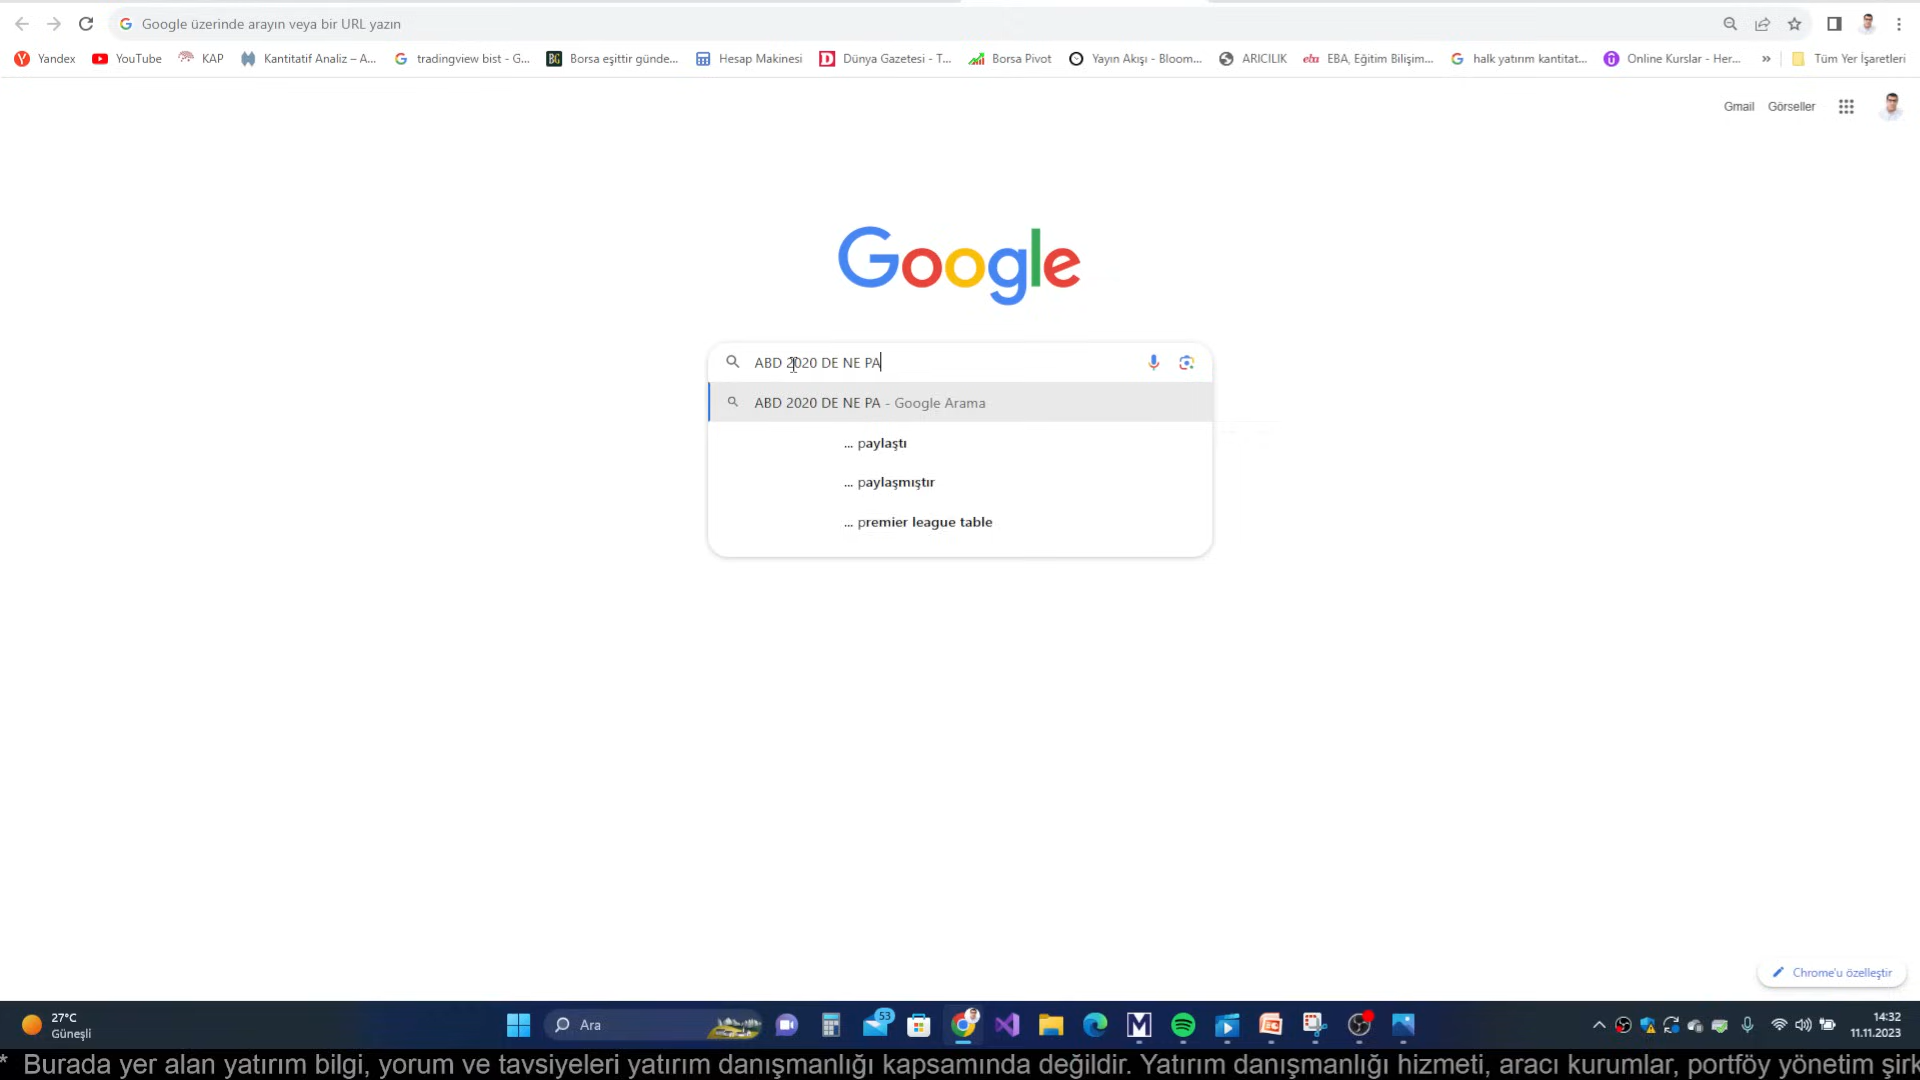 Google üzerinde arayın veya bir URL yazın
Yandex YouTube KAP Kantitatif Analiz – A... tradingview bist - G... BG Borsa eşittir günde... Hesap Makinesi D Dünya Gazetesi - T... Borsa Pivot Yayın Akışı - Bloom... ARICILIK eba EBA, Eğitim Bilişim... halk yatırım kantitat... Online Kurslar - Her... » Tüm Yer İşaretleri
Gmail Görseller
Google
ABD 2020 DE NE PA
ABD 2020 DE NE PA - Google Arama
... paylaştı
... paylaşmıştır
... premier league table
Chrome'u özelleştir
27°C
Güneşli
Ara
53
14:32
11.11.2023
* Burada yer alan yatırım bilgi, yorum ve tavsiyeleri yatırım danışmanlığı kapsamında değildir. Yatırım danışmanlığı hizmeti, aracı kurumlar, portföy yönetim şirk